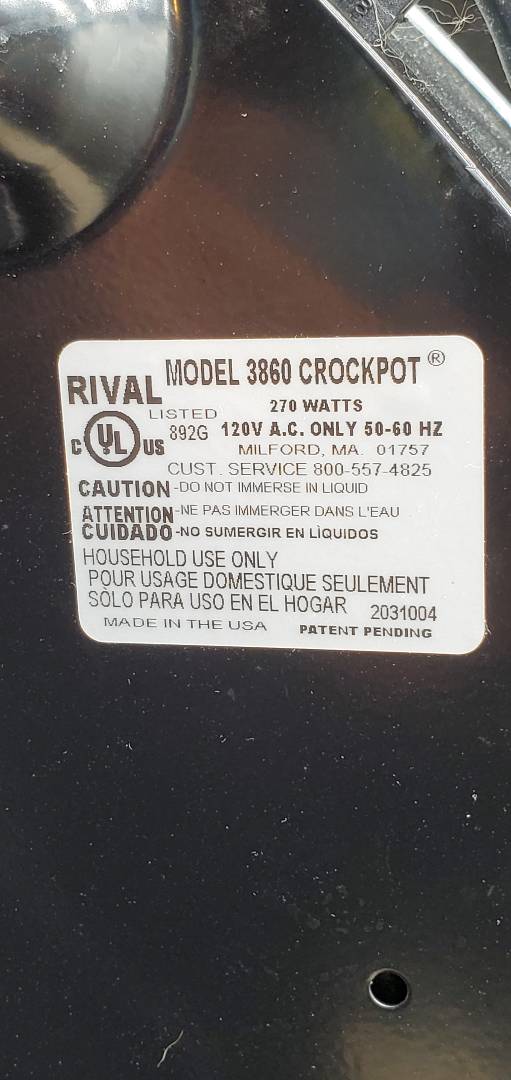 RIVAL MODEL 3860 CROCKPOT®
LISTED 270 WATTS
C UL US 892G 120V A.C. ONLY 50-60 HZ
MILFORD, MA. 01757
CUST. SERVICE 800-557-4825
CAUTION-DO NOT IMMERSE IN LIQUID
ATTENTION-NE PAS IMMERGER DANS L'EAU
CUIDADO-NO SUMERGIR EN LÌQUIDOS
HOUSEHOLD USE ONLY
POUR USAGE DOMESTIQUE SEULEMENT
SÒLO PARA USO EN EL HOGAR 2031004
MADE IN THE USA PATENT PENDING